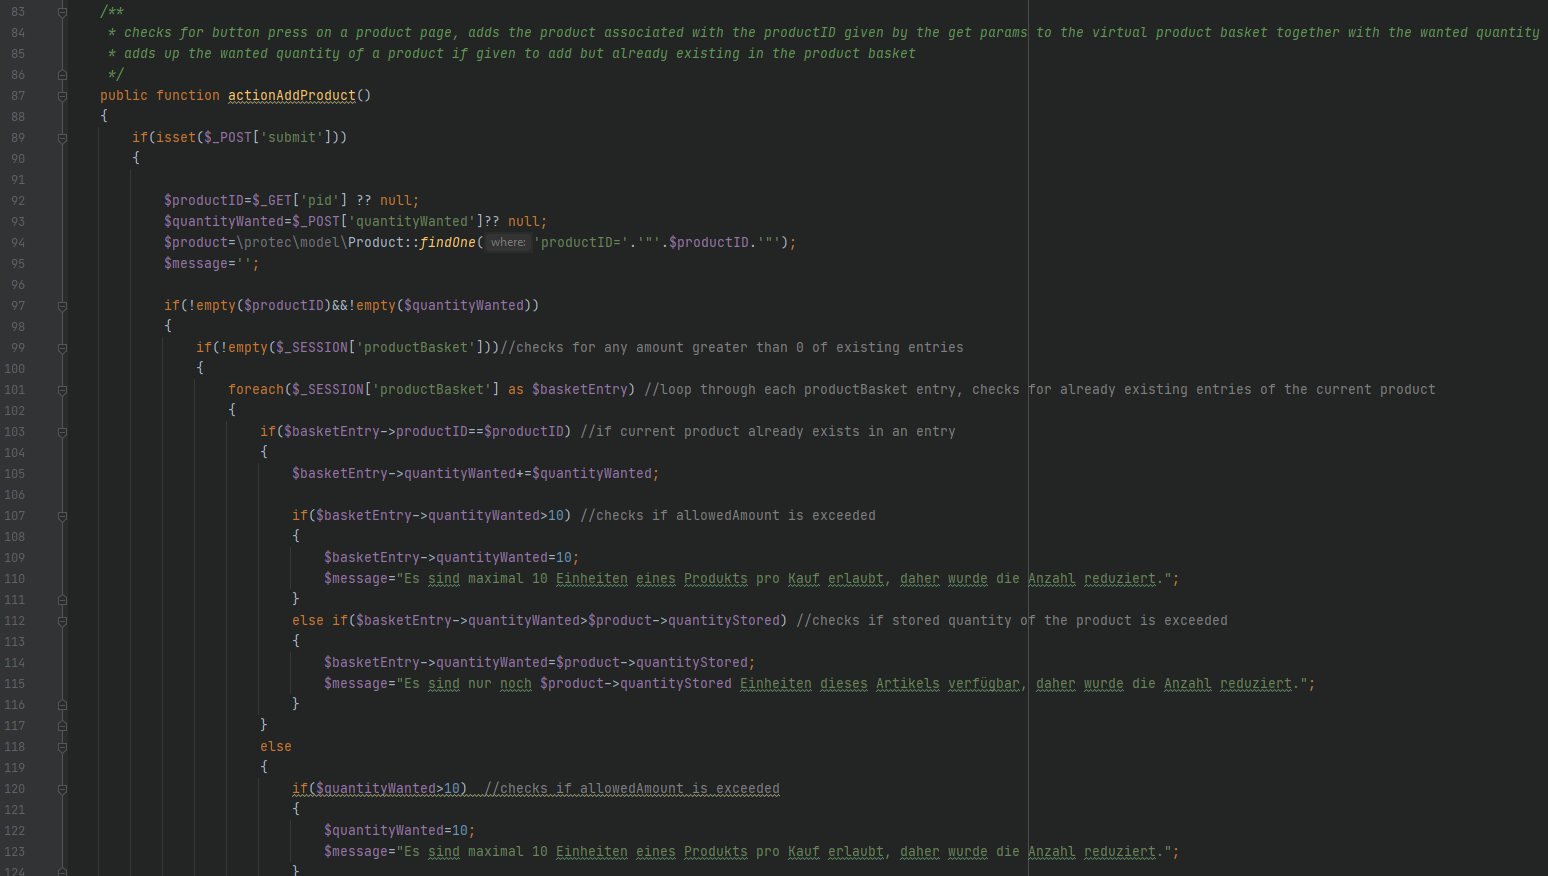 83 /**
84 * checks for button press on a product page, adds the product associated with the productID given by the get params to the virtual product basket together with the wanted quantity
85 * adds up the wanted quantity of a product if given to add but already existing in the product basket
86 */
87 public function actionAddProduct()
88 {
89 if(isset($_POST['submit']))
90 {
91
92 $productID=$_GET['pid'] ?? null;
93 $quantityWanted=$_POST['quantityWanted']?? null;
94 $product=\protec\model\Product::findOne( where: 'productID='.'"'.$productID.'"');
95 $message='';
96
97 if(!empty($productID)&&!empty($quantityWanted))
98 {
99 if(!empty($_SESSION['productBasket']))//checks for any amount greater than 0 of existing entries
100 {
101 foreach($_SESSION['productBasket'] as $basketEntry) //loop through each productBasket entry, checks for already existing entries of the current product
102 {
103 if($basketEntry->productID==$productID) //if current product already exists in an entry
104 {
105 $basketEntry->quantityWanted+=$quantityWanted;
106
107 if($basketEntry->quantityWanted>10) //checks if allowedAmount is exceeded
108 {
109 $basketEntry->quantityWanted=10;
110 $message="Es sind maximal 10 Einheiten eines Produkts pro Kauf erlaubt, daher wurde die Anzahl reduziert.";
111 }
112 else if($basketEntry->quantityWanted>$product->quantityStored) //checks if stored quantity of the product is exceeded
113 {
114 $basketEntry->quantityWanted=$product->quantityStored;
115 $message="Es sind nur noch $product->quantityStored Einheiten dieses Artikels verfügbar, daher wurde die Anzahl reduziert.";
116 }
117 }
118 else
119 {
120 if($quantityWanted>10) //checks if allowedAmount is exceeded
121 {
122 $quantityWanted=10;
123 $message="Es sind maximal 10 Einheiten eines Produkts pro Kauf erlaubt, daher wurde die Anzahl reduziert.";
124 }